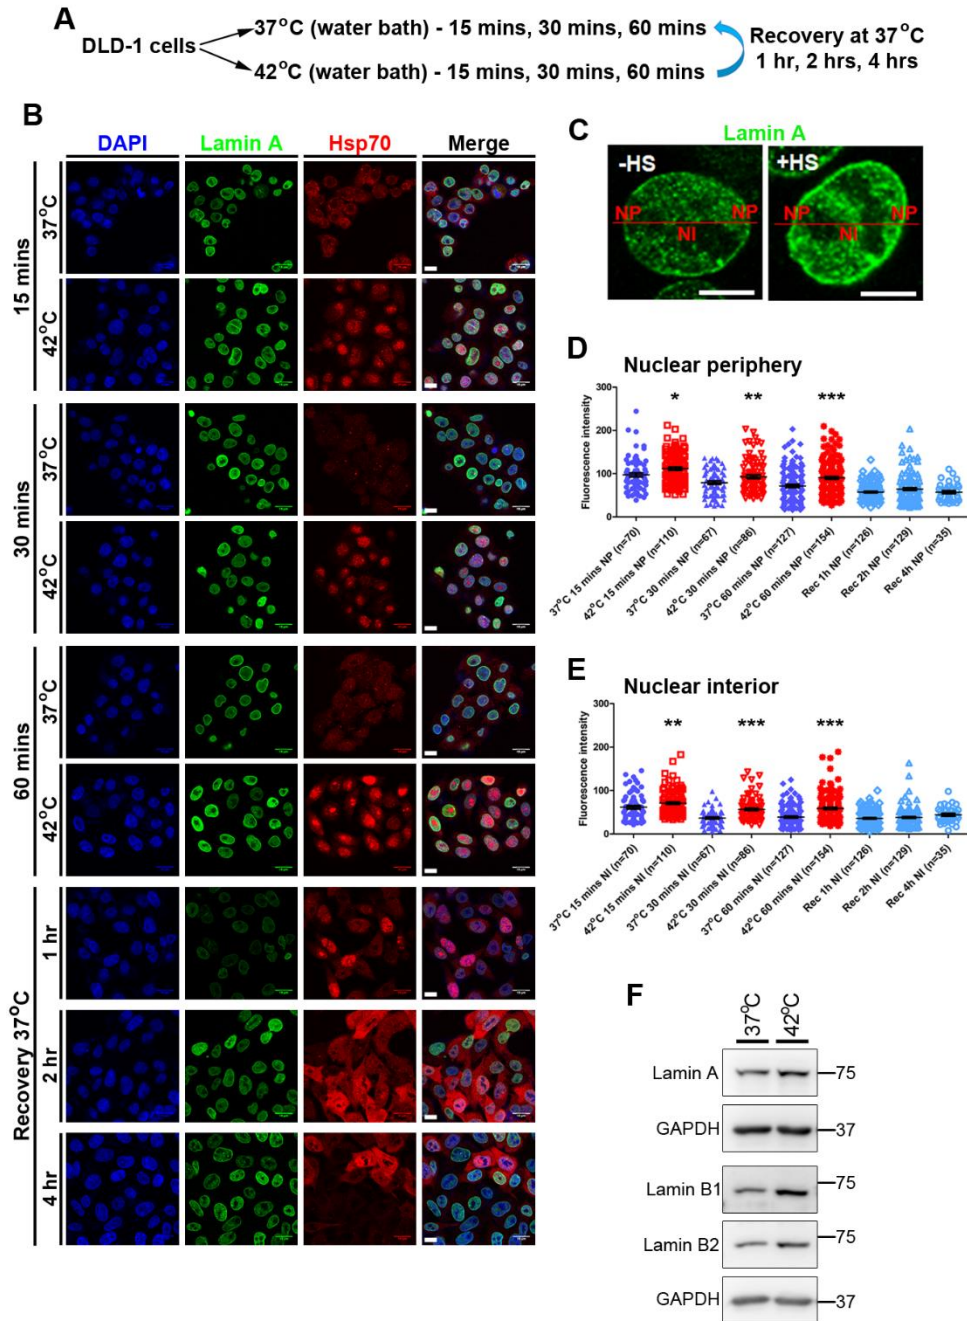 A
DLD-1 cells
37°C (water bath) - 15 mins, 30 mins, 60 mins
42°C (water bath) - 15 mins, 30 mins, 60 mins
Recovery at 37°C
1 hr, 2 hrs, 4 hrs
B
DAPI Lamin A Hsp70 Merge
15 mins
37°C
42°C
30 mins
37°C
42°C
60 mins
37°C
42°C
Recovery 37°C
1 hr
2 hr
4 hr
C
Lamin A
-HS
NP NP
NI
+HS
NP NP
NI
D
Nuclear periphery
Fluorescence intensity
300
200
100
0
* ** ***
37°C 15 mins NP (n=70)
42°C 15 mins NP (n=110)
37°C 30 mins NP (n=67)
42°C 30 mins NP (n=86)
37°C 60 mins NP (n=127)
42°C 60 mins NP (n=154)
Rec 1h NP (n=126)
Rec 2h NP (n=129)
Rec 4h NP (n=35)
E
Nuclear interior
Fluorescence intensity
300
200
100
0
** *** ***
37°C 15 mins NI (n=70)
42°C 15 mins NI (n=110)
37°C 30 mins NI (n=67)
42°C 30 mins NI (n=86)
37°C 60 mins NI (n=127)
42°C 60 mins NI (n=154)
Rec 1h NI (n=126)
Rec 2h NI (n=129)
Rec 4h NI (n=35)
F
37°C 42°C
Lamin A 75
GAPDH 37
Lamin B1 75
Lamin B2 75
GAPDH 37